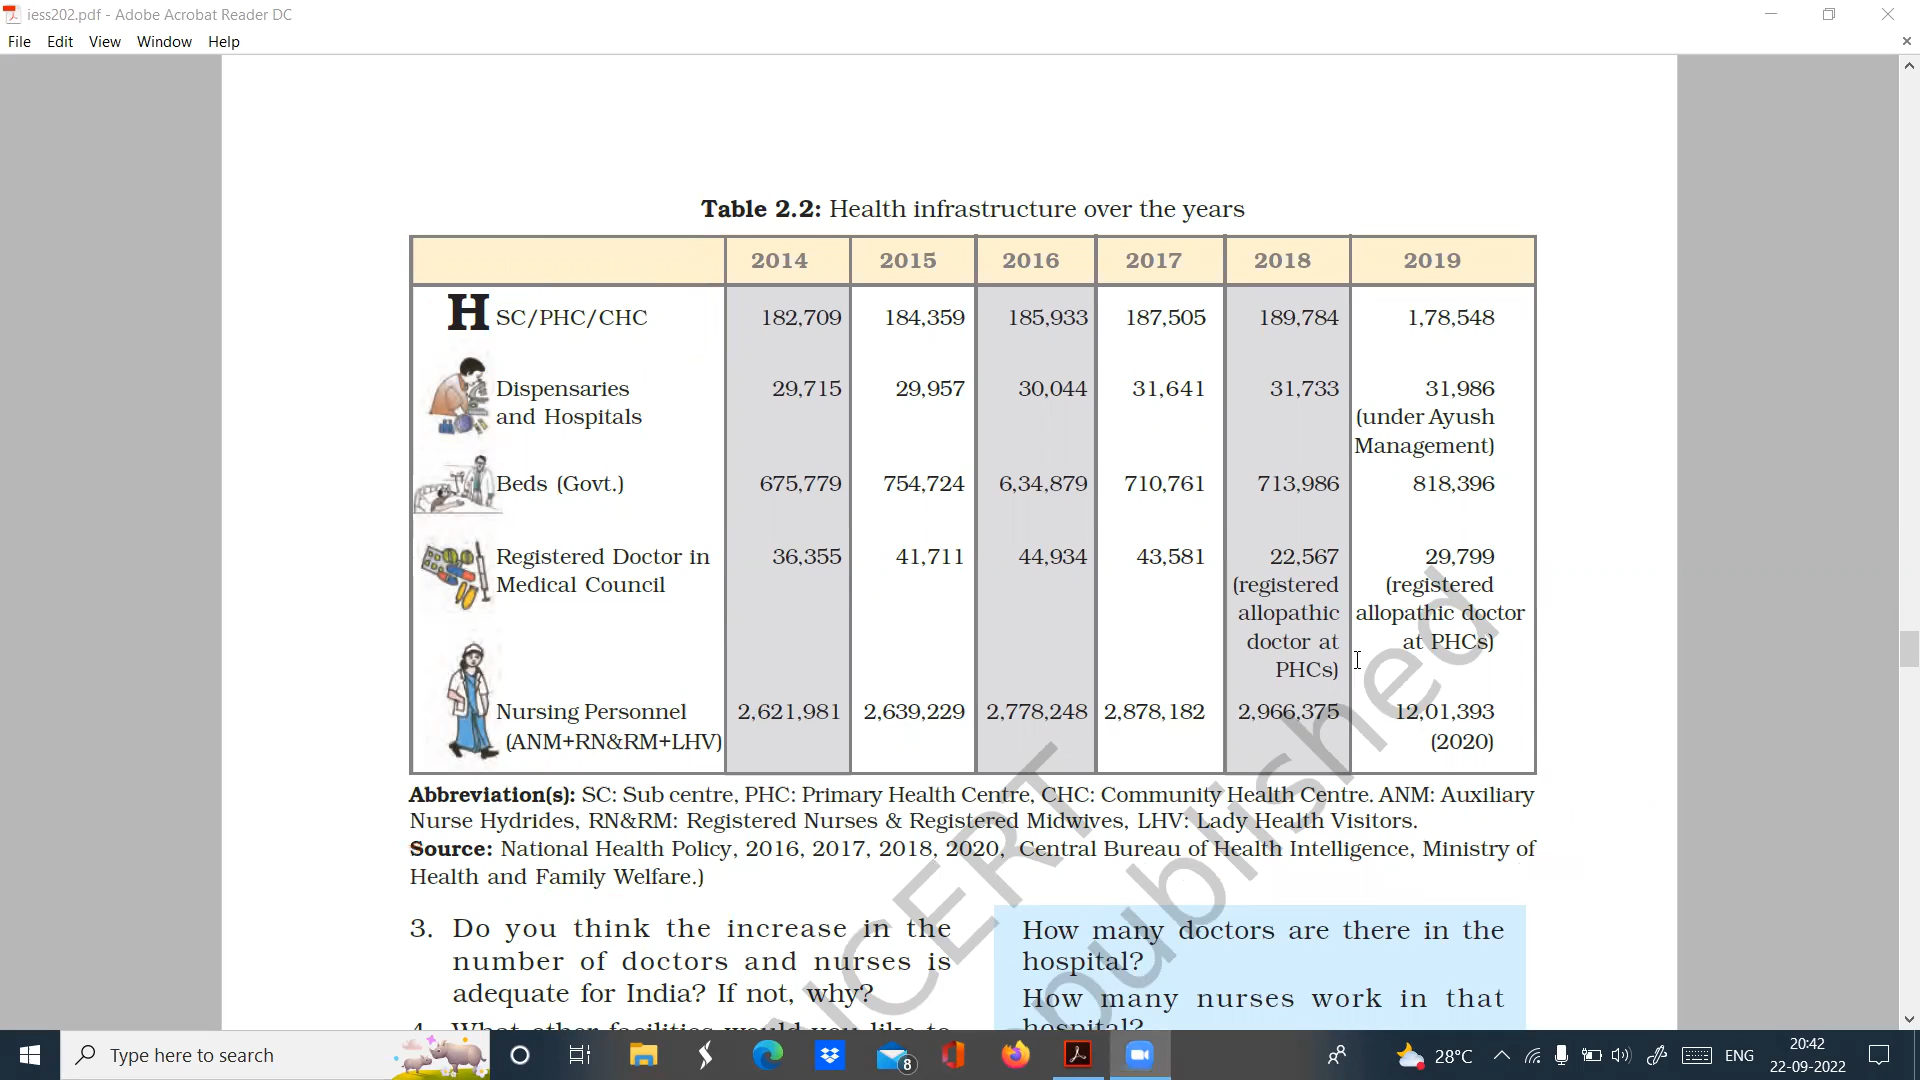 iess202.pdf - Adobe Acrobat Reader DC
File Edit View Window Help
Table 2.2: Health infrastructure over the years
2014 2015 2016 2017 2018 2019
H SC/PHC/CHC 182,709 184,359 185,933 187,505 189,784 1,78,548
Dispensaries 29,715 29,957 30,044 31,641 31,733 31,986
and Hospitals (under Ayush
Management)
Beds (Govt.) 675,779 754,724 6,34,879 710,761 713,986 818,396
Registered Doctor in 36,355 41,711 44,934 43,581 22,567 29,799
Medical Council (registered (registered
allopathic allopathic doctor
doctor at at PHCs)
PHCs)
Nursing Personnel 2,621,981 2,639,229 2,778,248 2,878,182 2,966,375 12,01,393
(ANM+RN&RM+LHV) (2020)
Abbreviation(s): SC: Sub centre, PHC: Primary Health Centre, CHC: Community Health Centre. ANM: Auxiliary
Nurse Hydrides, RN&RM: Registered Nurses & Registered Midwives, LHV: Lady Health Visitors.
Source: National Health Policy, 2016, 2017, 2018, 2020, Central Bureau of Health Intelligence, Ministry of
Health and Family Welfare.)
3. Do you think the increase in the
number of doctors and nurses is
adequate for India? If not, why?
4. What other facilities would you like to
How many doctors are there in the
hospital?
How many nurses work in that
hospital?
NCERT
republished
Type here to search
8
28°C
ENG
20:42
22-09-2022